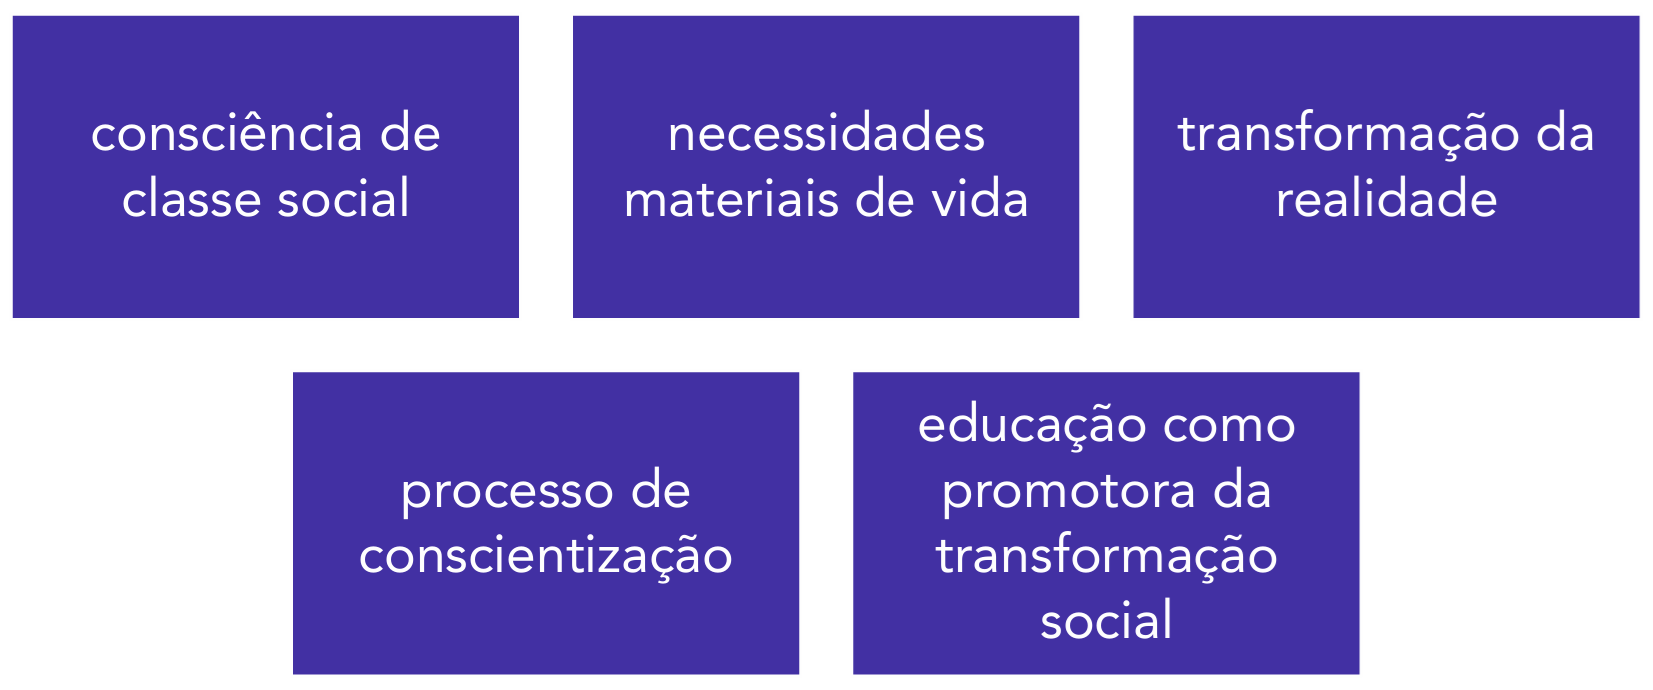 consciência de
classe social
necessidades
materiais de vida
transformação da
realidade
processo de
conscientização
educação como
promotora da
transformação
social